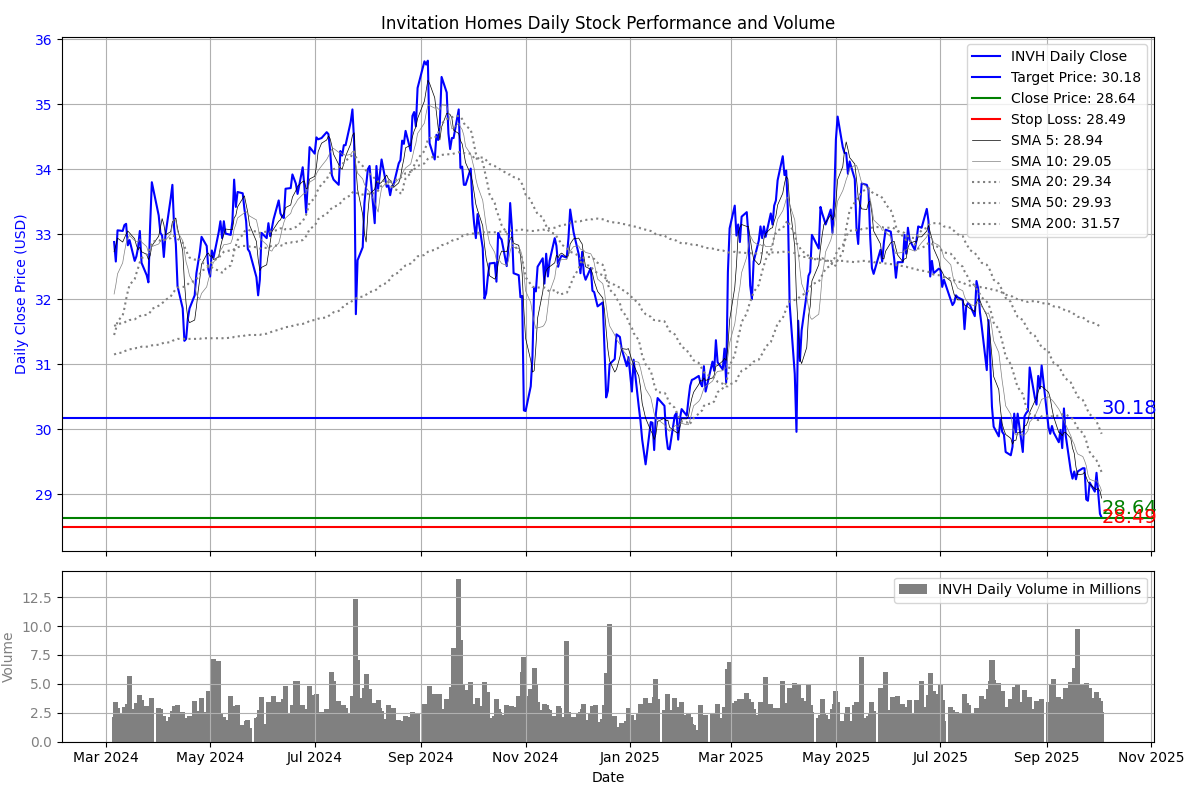 Invitation Homes Daily Stock Performance and Volume
Daily Close Price (USD)
36
35
34
33
32
31
30
29
INVH Daily Close
Target Price: 30.18
Close Price: 28.64
Stop Loss: 28.49
SMA 5: 28.94
SMA 10: 29.05
SMA 20: 29.34
SMA 50: 29.93
SMA 200: 31.57
30.18
28.64
28.49
Volume
12.5
10.0
7.5
5.0
2.5
0.0
INVH Daily Volume in Millions
Mar 2024 May 2024 Jul 2024 Sep 2024 Nov 2024 Jan 2025 Mar 2025 May 2025 Jul 2025 Sep 2025 Nov 2025
Date